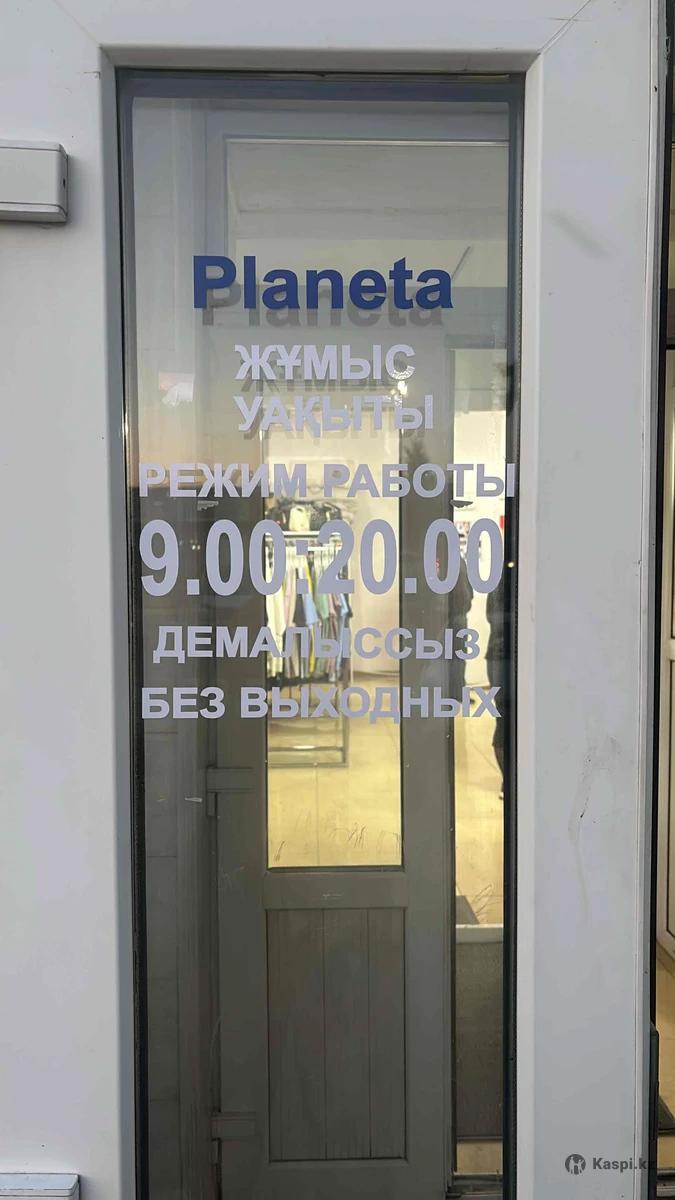 Planeta
ЖҰМЫС
УАҚЫТЫ
РЕЖИМ РАБОТЫ
9.00:20.00
ДЕМАЛЫССЫЗ
БЕЗ ВЫХОДНЫХ
Kaspi.kz